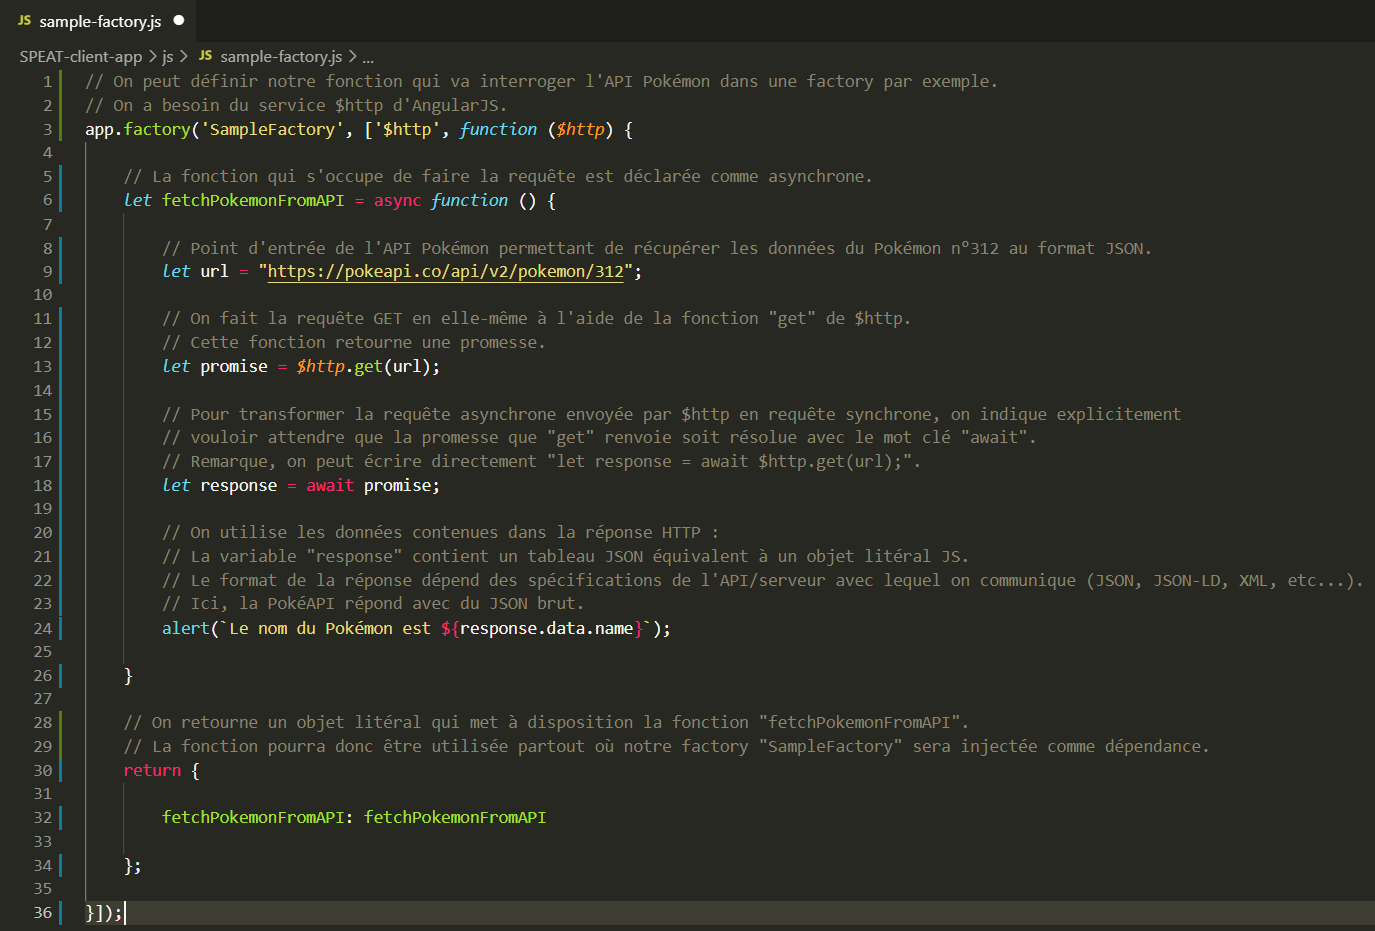 JS sample-factory.js ●
SPEAT-client-app > js > JS sample-factory.js > ...
1 // On peut définir notre fonction qui va interroger l'API Pokémon dans une factory par exemple.
2 // On a besoin du service $http d'AngularJS.
3 app.factory('SampleFactory', ['$http', function ($http) {
4
5     // La fonction qui s'occupe de faire la requête est déclarée comme asynchrone.
6     let fetchPokemonFromAPI = async function () {
7
8         // Point d'entrée de l'API Pokémon permettant de récupérer les données du Pokémon n°312 au format JSON.
9         let url = "https://pokeapi.co/api/v2/pokemon/312";
10
11         // On fait la requête GET en elle-même à l'aide de la fonction "get" de $http.
12         // Cette fonction retourne une promesse.
13         let promise = $http.get(url);
14
15         // Pour transformer la requête asynchrone envoyée par $http en requête synchrone, on indique explicitement
16         // vouloir attendre que la promesse que "get" renvoie soit résolue avec le mot clé "await".
17         // Remarque, on peut écrire directement "let response = await $http.get(url);".
18         let response = await promise;
19
20         // On utilise les données contenues dans la réponse HTTP :
21         // La variable "response" contient un tableau JSON équivalent à un objet litéral JS.
22         // Le format de la réponse dépend des spécifications de l'API/serveur avec lequel on communique (JSON, JSON-LD, XML, etc...).
23         // Ici, la PokéAPI répond avec du JSON brut.
24         alert(`Le nom du Pokémon est ${response.data.name}`);
25
26     }
27
28     // On retourne un objet litéral qui met à disposition la fonction "fetchPokemonFromAPI".
29     // La fonction pourra donc être utilisée partout où notre factory "SampleFactory" sera injectée comme dépendance.
30     return {
31
32         fetchPokemonFromAPI: fetchPokemonFromAPI
33
34     };
35
36 }]);